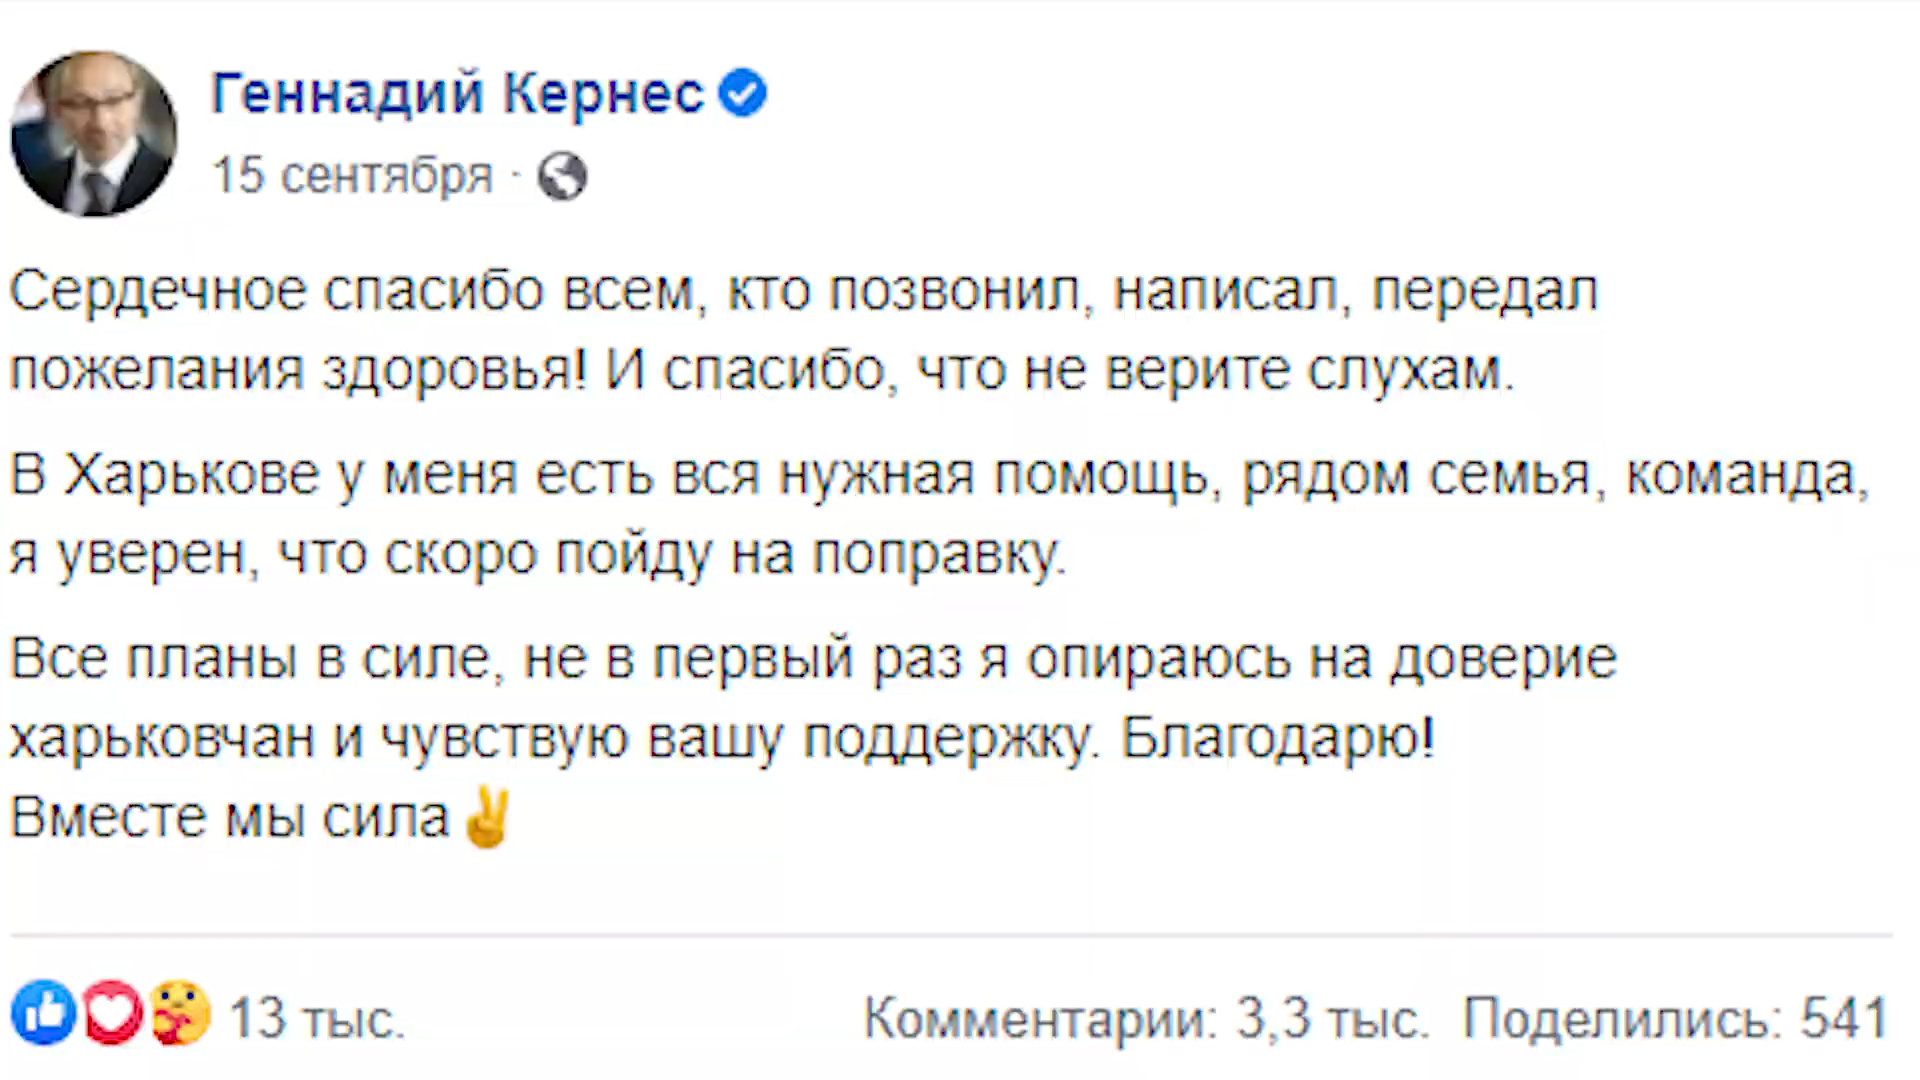 Геннадий Кернес
15 сентября ·
Сердечное спасибо всем, кто позвонил, написал, передал
пожелания здоровья! И спасибо, что не верите слухам.
В Харькове у меня есть вся нужная помощь, рядом семья, команда,
я уверен, что скоро пойду на поправку.
Все планы в силе, не в первый раз я опираюсь на доверие
харьковчан и чувствую вашу поддержку. Благодарю!
Вместе мы сила✌
13 тыс. Комментарии: 3,3 тыс. Поделились: 541